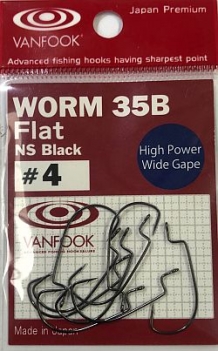 Japan Premium
VANFOOK®
Advanced fishing hooks having sharpest point
WORM 35B
Flat
NS Black
#4
High Power
Wide Gape
VANFOOK
Made in Japan